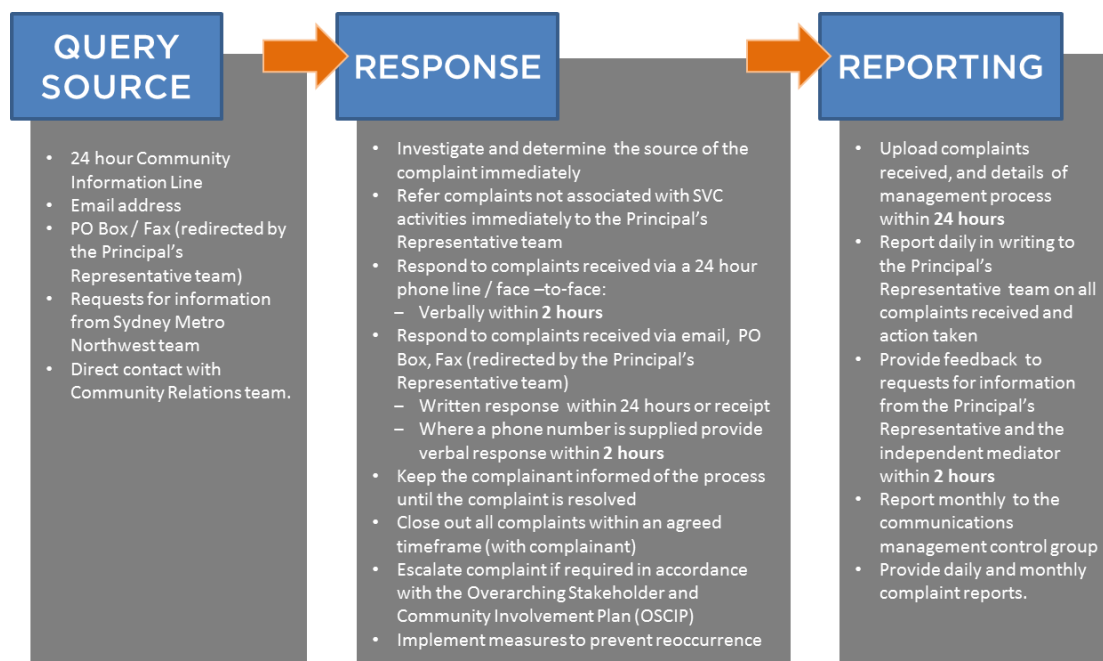 QUERY
SOURCE
• 24 hour Community
Information Line
• Email address
• PO Box / Fax (redirected by
the Principal's
Representative team)
• Requests for information
from Sydney Metro
Northwest team
• Direct contact with
Community Relations team.
RESPONSE
• Investigate and determine the source of the
complaint immediately
• Refer complaints not associated with SVC
activities immediately to the Principal's
Representative team
• Respond to complaints received via a 24 hour
phone line / face –to-face:
– Verbally within 2 hours
• Respond to complaints received via email, PO
Box, Fax (redirected by the Principal's
Representative team)
– Written response within 24 hours or receipt
– Where a phone number is supplied provide
verbal response within 2 hours
• Keep the complainant informed of the process
until the complaint is resolved
• Close out all complaints within an agreed
timeframe (with complainant)
• Escalate complaint if required in accordance
with the Overarching Stakeholder and
Community Involvement Plan (OSCIP)
• Implement measures to prevent reoccurrence
REPORTING
• Upload complaints
received, and details of
management process
within 24 hours
• Report daily in writing to
the Principal's
Representative team on all
complaints received and
action taken
• Provide feedback to
requests for information
from the Principal's
Representative and the
independent mediator
within 2 hours
• Report monthly to the
communications
management control group
• Provide daily and monthly
complaint reports.